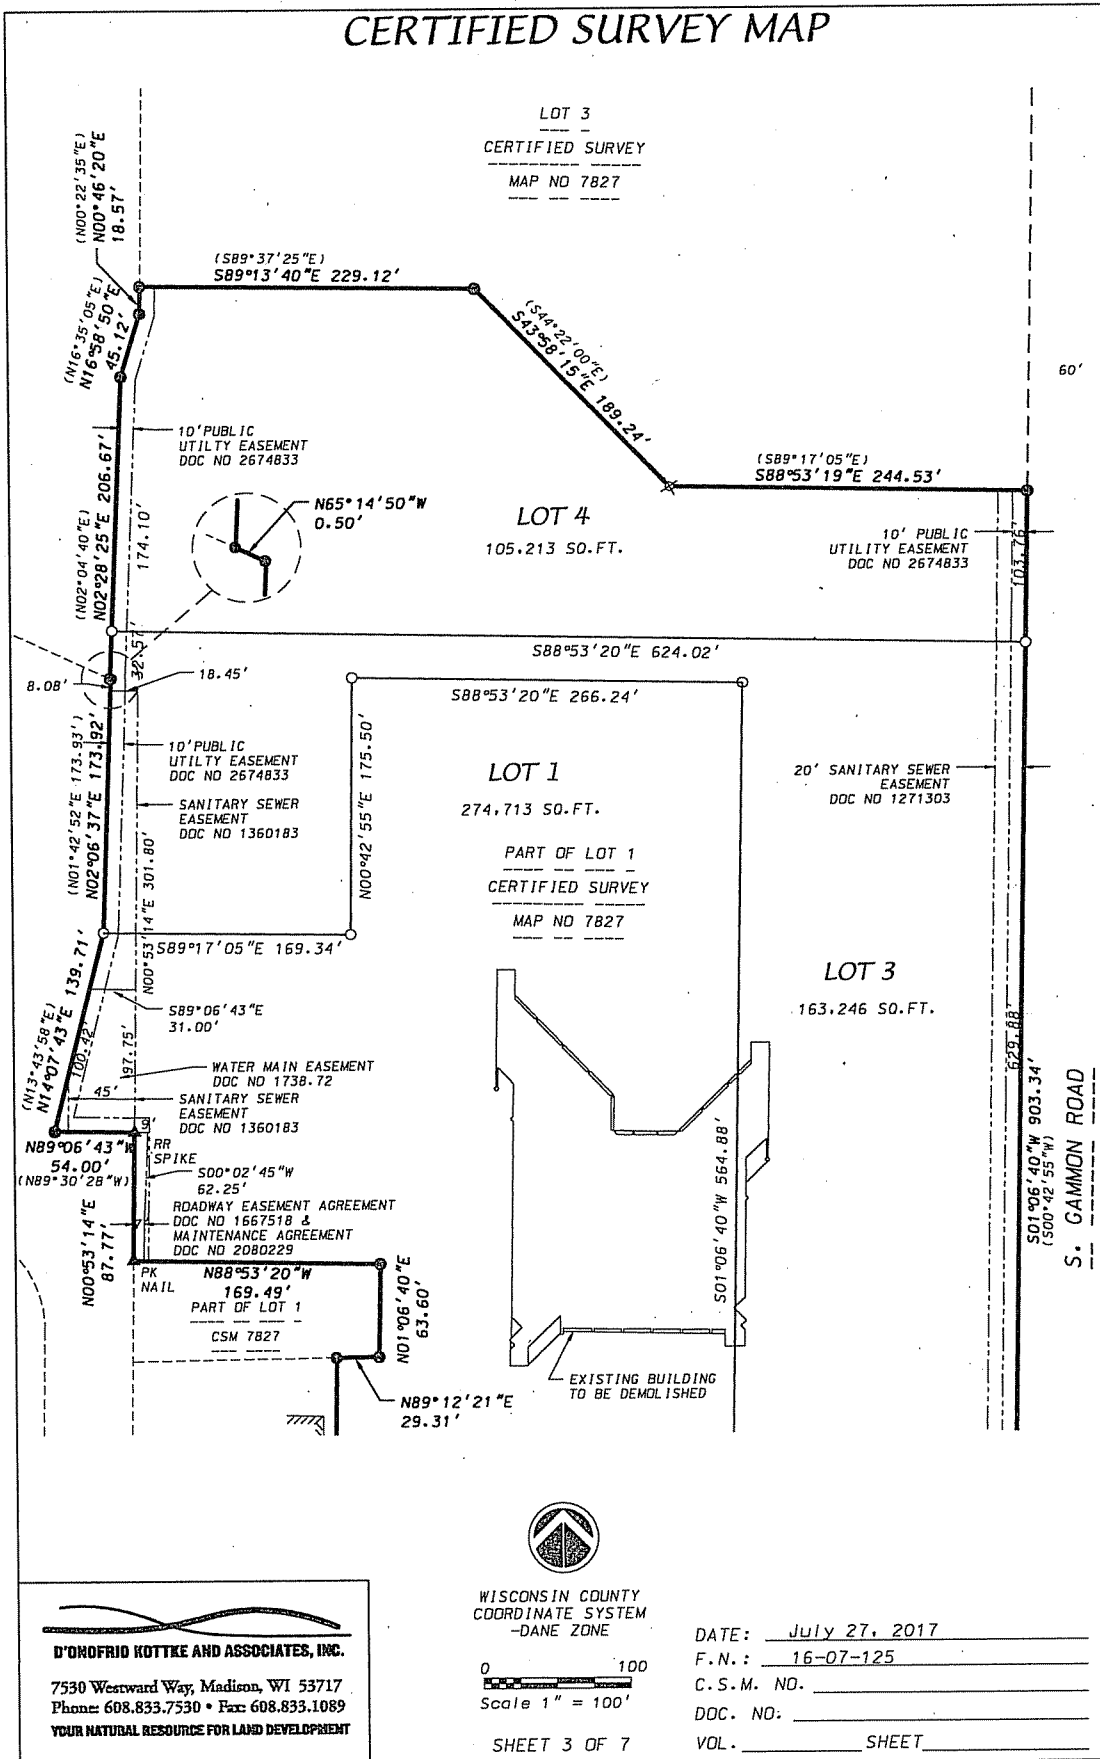 CERTIFIED SURVEY MAP
LOT 3
CERTIFIED SURVEY
MAP NO 7827
(N00°22'35"E)
N00°46'20"E
18.57'
(S89°37'25"E)
S89°13'40"E 229.12'
(N16°35'05"E)
N16°58'50"E
45.12'
(S44°22'00"E)
S43°58'15"E 189.24'
60'
(S89°17'05"E)
S88°53'19"E 244.53'
10'PUBLIC
UTILTY EASEMENT
DOC NO 2674833
(N02°04'40"E)
N02°28'25"E 206.67'
174.10'
N65°14'50"W
0.50'
LOT 4
105,213 SQ.FT.
10' PUBLIC
UTILITY EASEMENT
DOC NO 2674833
103.76'
32.57'
S88°53'20"E 624.02'
8.08'
18.45'
S88°53'20"E 266.24'
(N01°42'52"E 173.93')
N02°06'37"E 173.92'
10'PUBLIC
UTILITY EASEMENT
DOC NO 2674833
SANITARY SEWER
EASEMENT
DOC NO 1360183
N00°53'14"E 301.80'
N00°42'55"E 175.50'
LOT 1
274,713 SQ.FT.
PART OF LOT 1
CERTIFIED SURVEY
MAP NO 7827
20' SANITARY SEWER
EASEMENT
DOC NO 1271303
S89°17'05"E 169.34'
LOT 3
163,246 SQ.FT.
(N13°43'58"E)
N14°07'43"E 139.71'
100.42'
S89°06'43"E
31.00'
97.75'
WATER MAIN EASEMENT
DOC NO 1738.72
45'
SANITARY SEWER
EASEMENT
DOC NO 1360183
629.88'
S01°06'40"W 903.34'
(S00°42'55"W)
S. GAMMON ROAD
S01°06'40"W 564.88'
9'
N89°06'43"W
54.00'
(N89°30'28"W)
RR
SPIKE
S00°02'45"W
62.25'
ROADWAY EASEMENT AGREEMENT
DOC NO 1667518 &
MAINTENANCE AGREEMENT
DOC NO 2080229
7
N00°53'14"E
87.77'
PK
NAIL
N88°53'20"W
169.49'
PART OF LOT 1
CSM 7827
N01°06'40"E
63.60'
EXISTING BUILDING
TO BE DEMOLISHED
N89°12'21"E
29.31'
WISCONSIN COUNTY
COORDINATE SYSTEM
-DANE ZONE
0 100
Scale 1" = 100'
SHEET 3 OF 7
D'ONOFRIO KOTTKE AND ASSOCIATES, INC.
7530 Westward Way, Madison, WI 53717
Phone: 608.833.7530 • Fax: 608.833.1089
YOUR NATURAL RESOURCE FOR LAND DEVELOPMENT
DATE: July 27, 2017
F.N.: 16-07-125
C.S.M. NO.
DOC. NO:
VOL. SHEET